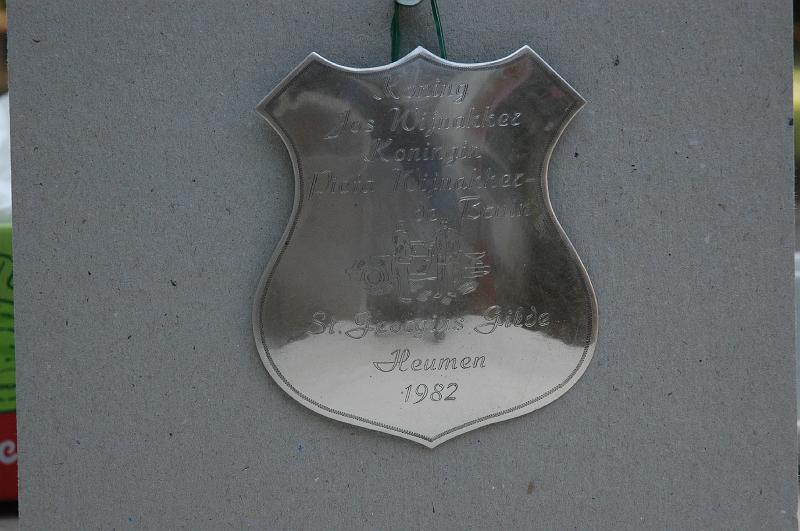 Koning
Jos Wijnakker
Koningin
Wijnakker-
de Bruin
St. Georgius Gilde
Heumen
1982